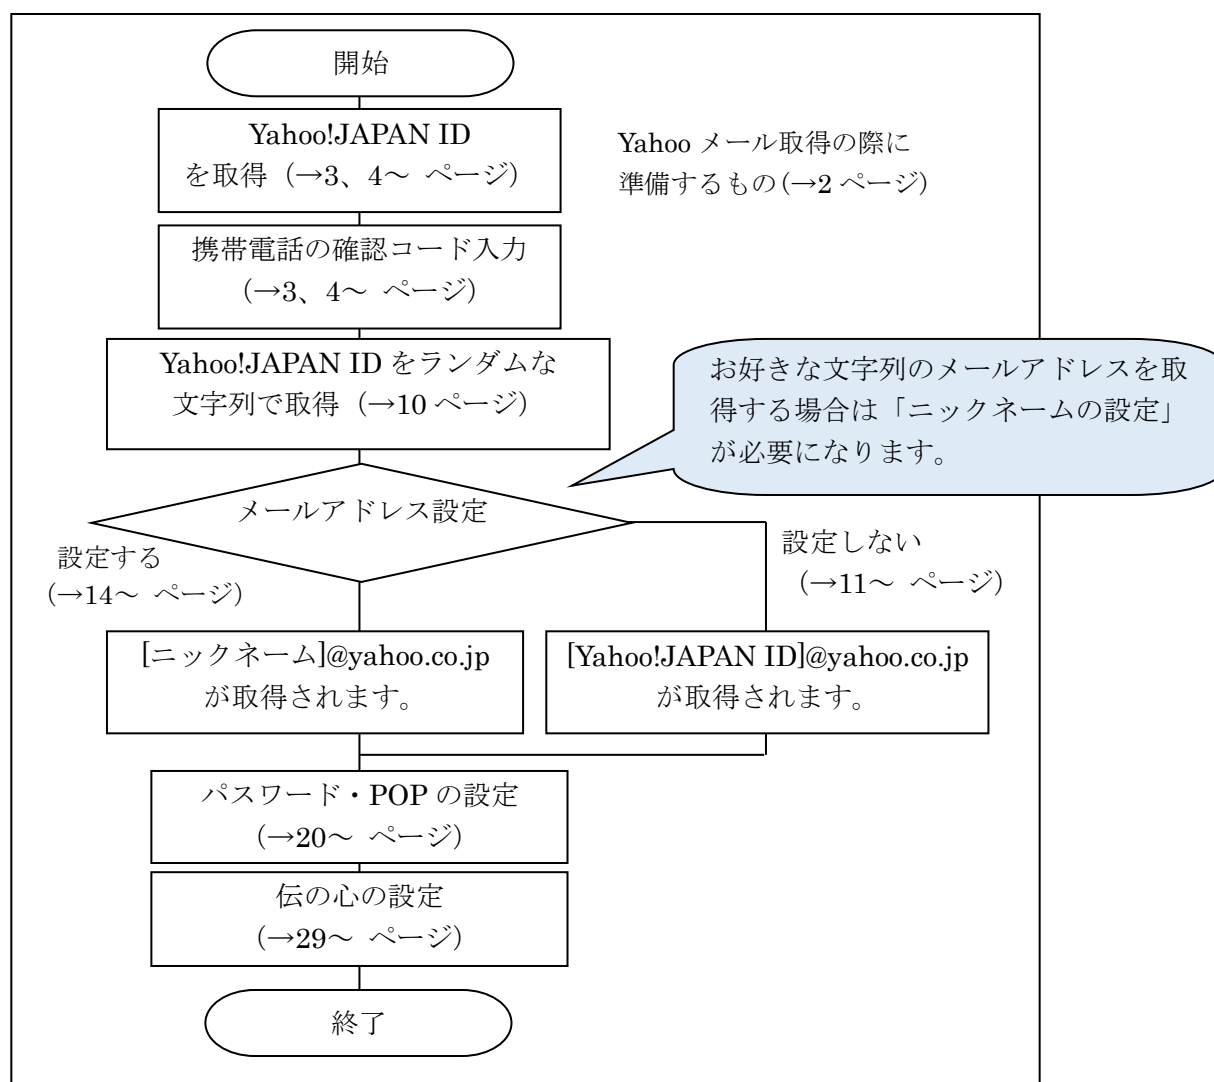 開始
Yahoo!JAPAN ID
を取得（→3、4～ ページ）
Yahoo メール取得の際に
準備するもの(→2 ページ)
携帯電話の確認コード入力
（→3、4～ ページ）
Yahoo!JAPAN ID をランダムな
文字列で取得（→10 ページ）
お好きな文字列のメールアドレスを取
得する場合は「ニックネームの設定」
が必要になります。
メールアドレス設定
設定する
（→14～ ページ）
設定しない
（→11～ ページ）
[ニックネーム]@yahoo.co.jp
が取得されます。
[Yahoo!JAPAN ID]@yahoo.co.jp
が取得されます。
パスワード・POP の設定
（→20～ ページ）
伝の心の設定
（→29～ ページ）
終了